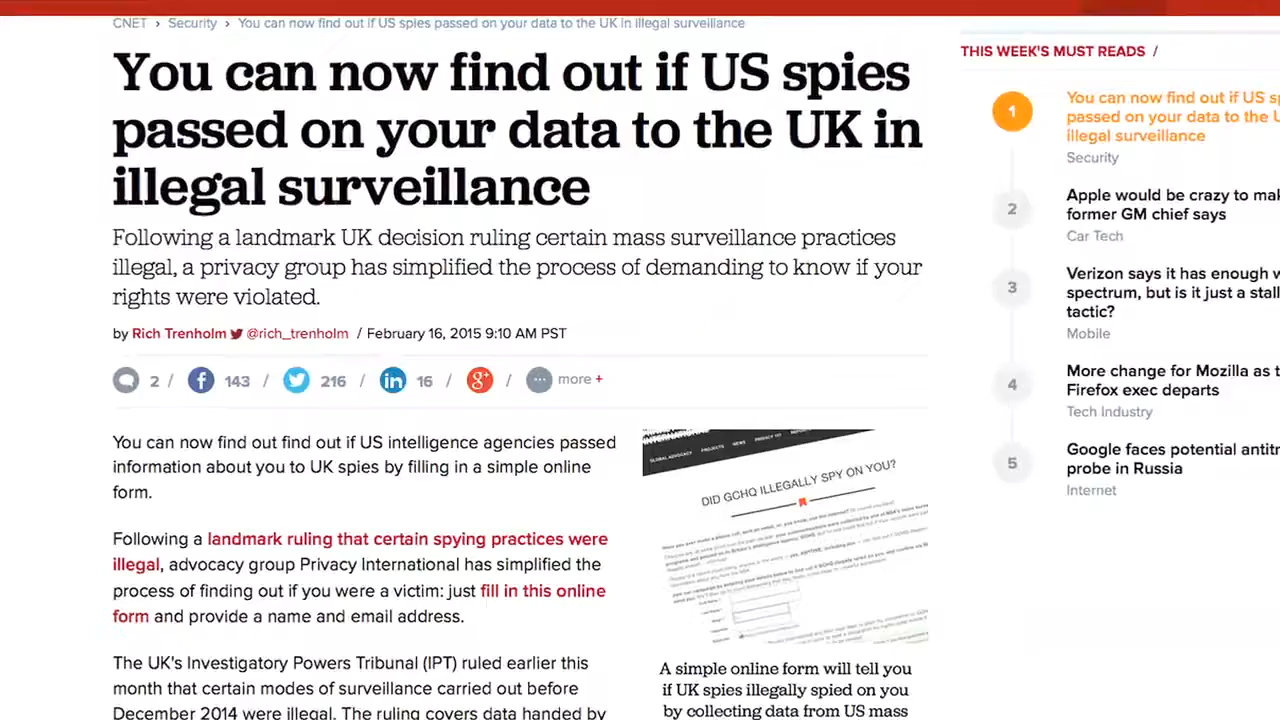 CNET › Security › You can now find out if US spies passed on your data to the UK in illegal surveillance
You can now find out if US spies
passed on your data to the UK in
illegal surveillance
Following a landmark UK decision ruling certain mass surveillance practices
illegal, a privacy group has simplified the process of demanding to know if your
rights were violated.
by Rich Trenholm @rich_trenholm / February 16, 2015 9:10 AM PST
2 / 143 / 216 / in 16 / g+ / more +
You can now find out find out if US intelligence agencies passed
information about you to UK spies by filling in a simple online
form.
Following a landmark ruling that certain spying practices were
illegal, advocacy group Privacy International has simplified the
process of finding out if you were a victim: just fill in this online
form and provide a name and email address.
The UK's Investigatory Powers Tribunal (IPT) ruled earlier this
month that certain modes of surveillance carried out before
December 2014 were illegal. The ruling covers data handed by
GLOBAL ADVOCACY PROJECTS NEWS PRIVACY 101
DID GCHQ ILLEGALLY SPY ON YOU?
A simple online form will tell you
if UK spies illegally spied on you
by collecting data from US mass
THIS WEEK'S MUST READS /
1
You can now find out if US
passed on your data to the
illegal surveillance
Security
2
Apple would be crazy to
former GM chief says
Car Tech
3
Verizon says it has enough
spectrum, but is it just a
tactic?
Mobile
4
More change for Mozilla as
Firefox exec departs
Tech Industry
5
Google faces potential
probe in Russia
Internet